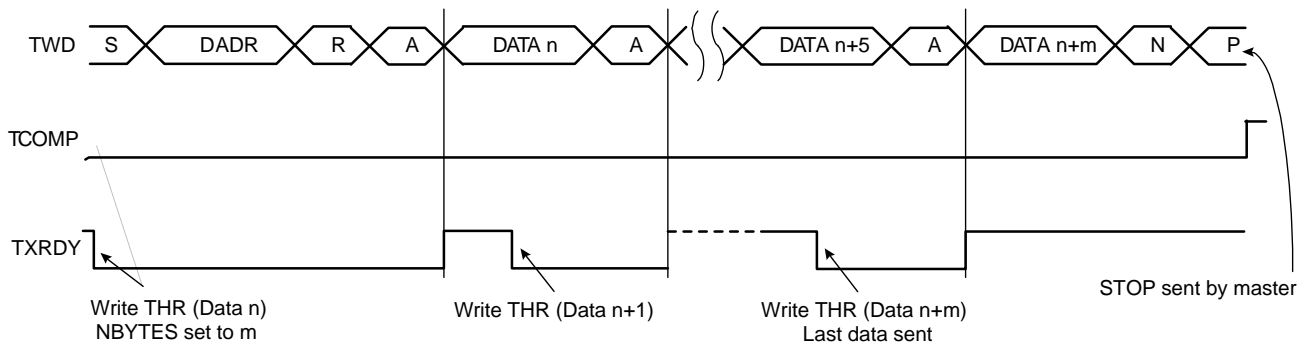 TWD S DADR R A DATA n A DATA n+5 A DATA n+m N P
TCOMP
TXRDY
Write THR (Data n)
NBYTES set to m
Write THR (Data n+1)
Write THR (Data n+m)
Last data sent
STOP sent by master